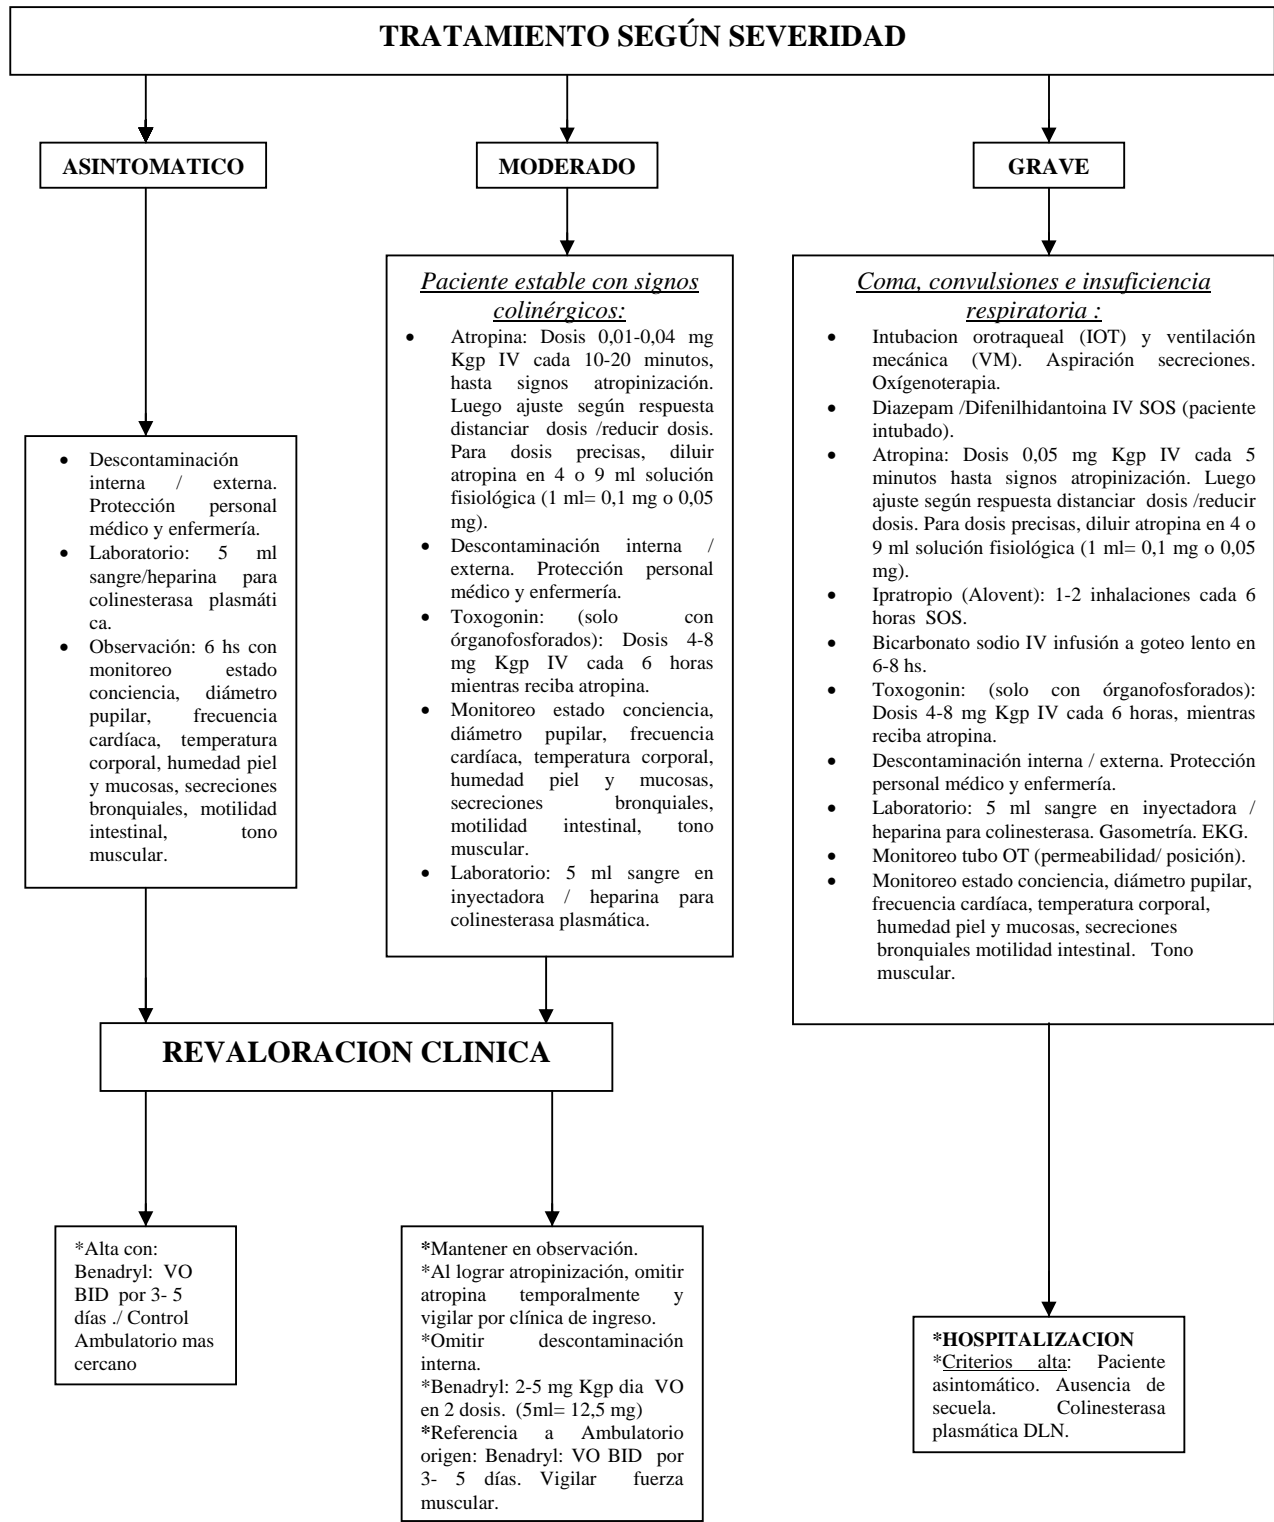 TRATAMIENTO SEGÚN SEVERIDAD
ASINTOMATICO
MODERADO
GRAVE
• Descontaminación
interna / externa.
Protección personal
médico y enfermería.
• Laboratorio: 5 ml
sangre/heparina para
colinesterasa plasmáti
ca.
• Observación: 6 hs con
monitoreo estado
conciencia, diámetro
pupilar, frecuencia
cardíaca, temperatura
corporal, humedad piel
y mucosas, secreciones
bronquiales, motilidad
intestinal, tono
muscular.
Paciente estable con signos
colinérgicos:
• Atropina: Dosis 0,01-0,04 mg
Kgp IV cada 10-20 minutos,
hasta signos atropinización.
Luego ajuste según respuesta
distanciar dosis /reducir dosis.
Para dosis precisas, diluir
atropina en 4 o 9 ml solución
fisiológica (1 ml= 0,1 mg o 0,05
mg).
• Descontaminación interna /
externa. Protección personal
médico y enfermería.
• Toxogonin: (solo con
órganofosforados): Dosis 4-8
mg Kgp IV cada 6 horas
mientras reciba atropina.
• Monitoreo estado conciencia,
diámetro pupilar, frecuencia
cardíaca, temperatura corporal,
humedad piel y mucosas,
secreciones bronquiales,
motilidad intestinal, tono
muscular.
• Laboratorio: 5 ml sangre en
inyectadora / heparina para
colinesterasa plasmática.
Coma, convulsiones e insuficiencia
respiratoria :
• Intubacion orotraqueal (IOT) y ventilación
mecánica (VM). Aspiración secreciones.
Oxígenoterapia.
• Diazepam /Difenilhidantoina IV SOS (paciente
intubado).
• Atropina: Dosis 0,05 mg Kgp IV cada 5
minutos hasta signos atropinización. Luego
ajuste según respuesta distanciar dosis /reducir
dosis. Para dosis precisas, diluir atropina en 4 o
9 ml solución fisiológica (1 ml= 0,1 mg o 0,05
mg).
• Ipratropio (Alovent): 1-2 inhalaciones cada 6
horas SOS.
• Bicarbonato sodio IV infusión a goteo lento en
6-8 hs.
• Toxogonin: (solo con órganofosforados):
Dosis 4-8 mg Kgp IV cada 6 horas, mientras
reciba atropina.
• Descontaminación interna / externa. Protección
personal médico y enfermería.
• Laboratorio: 5 ml sangre en inyectadora /
heparina para colinesterasa. Gasometría. EKG.
• Monitoreo tubo OT (permeabilidad/ posición).
• Monitoreo estado conciencia, diámetro pupilar,
frecuencia cardíaca, temperatura corporal,
humedad piel y mucosas, secreciones
bronquiales motilidad intestinal. Tono
muscular.
REVALORACION CLINICA
*Alta con:
Benadryl: VO
BID por 3- 5
días ./ Control
Ambulatorio mas
cercano
*Mantener en observación.
*Al lograr atropinización, omitir
atropina temporalmente y
vigilar por clínica de ingreso.
*Omitir descontaminación
interna.
*Benadryl: 2-5 mg Kgp dia VO
en 2 dosis. (5ml= 12,5 mg)
*Referencia a Ambulatorio
origen: Benadryl: VO BID por
3- 5 días. Vigilar fuerza
muscular.
*HOSPITALIZACION
*Criterios alta: Paciente
asintomático. Ausencia de
secuela. Colinesterasa
plasmática DLN.